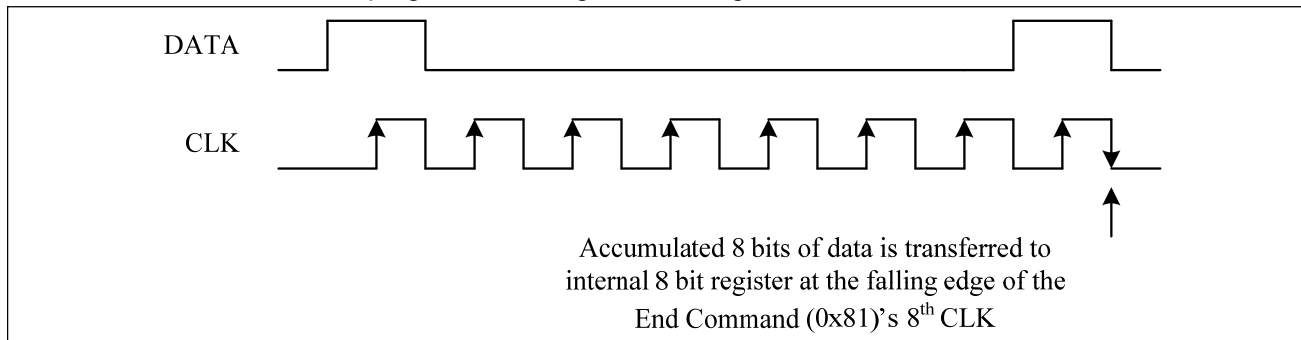 DATA
CLK
Accumulated 8 bits of data is transferred to
internal 8 bit register at the falling edge of the
End Command (0x81)'s 8th CLK